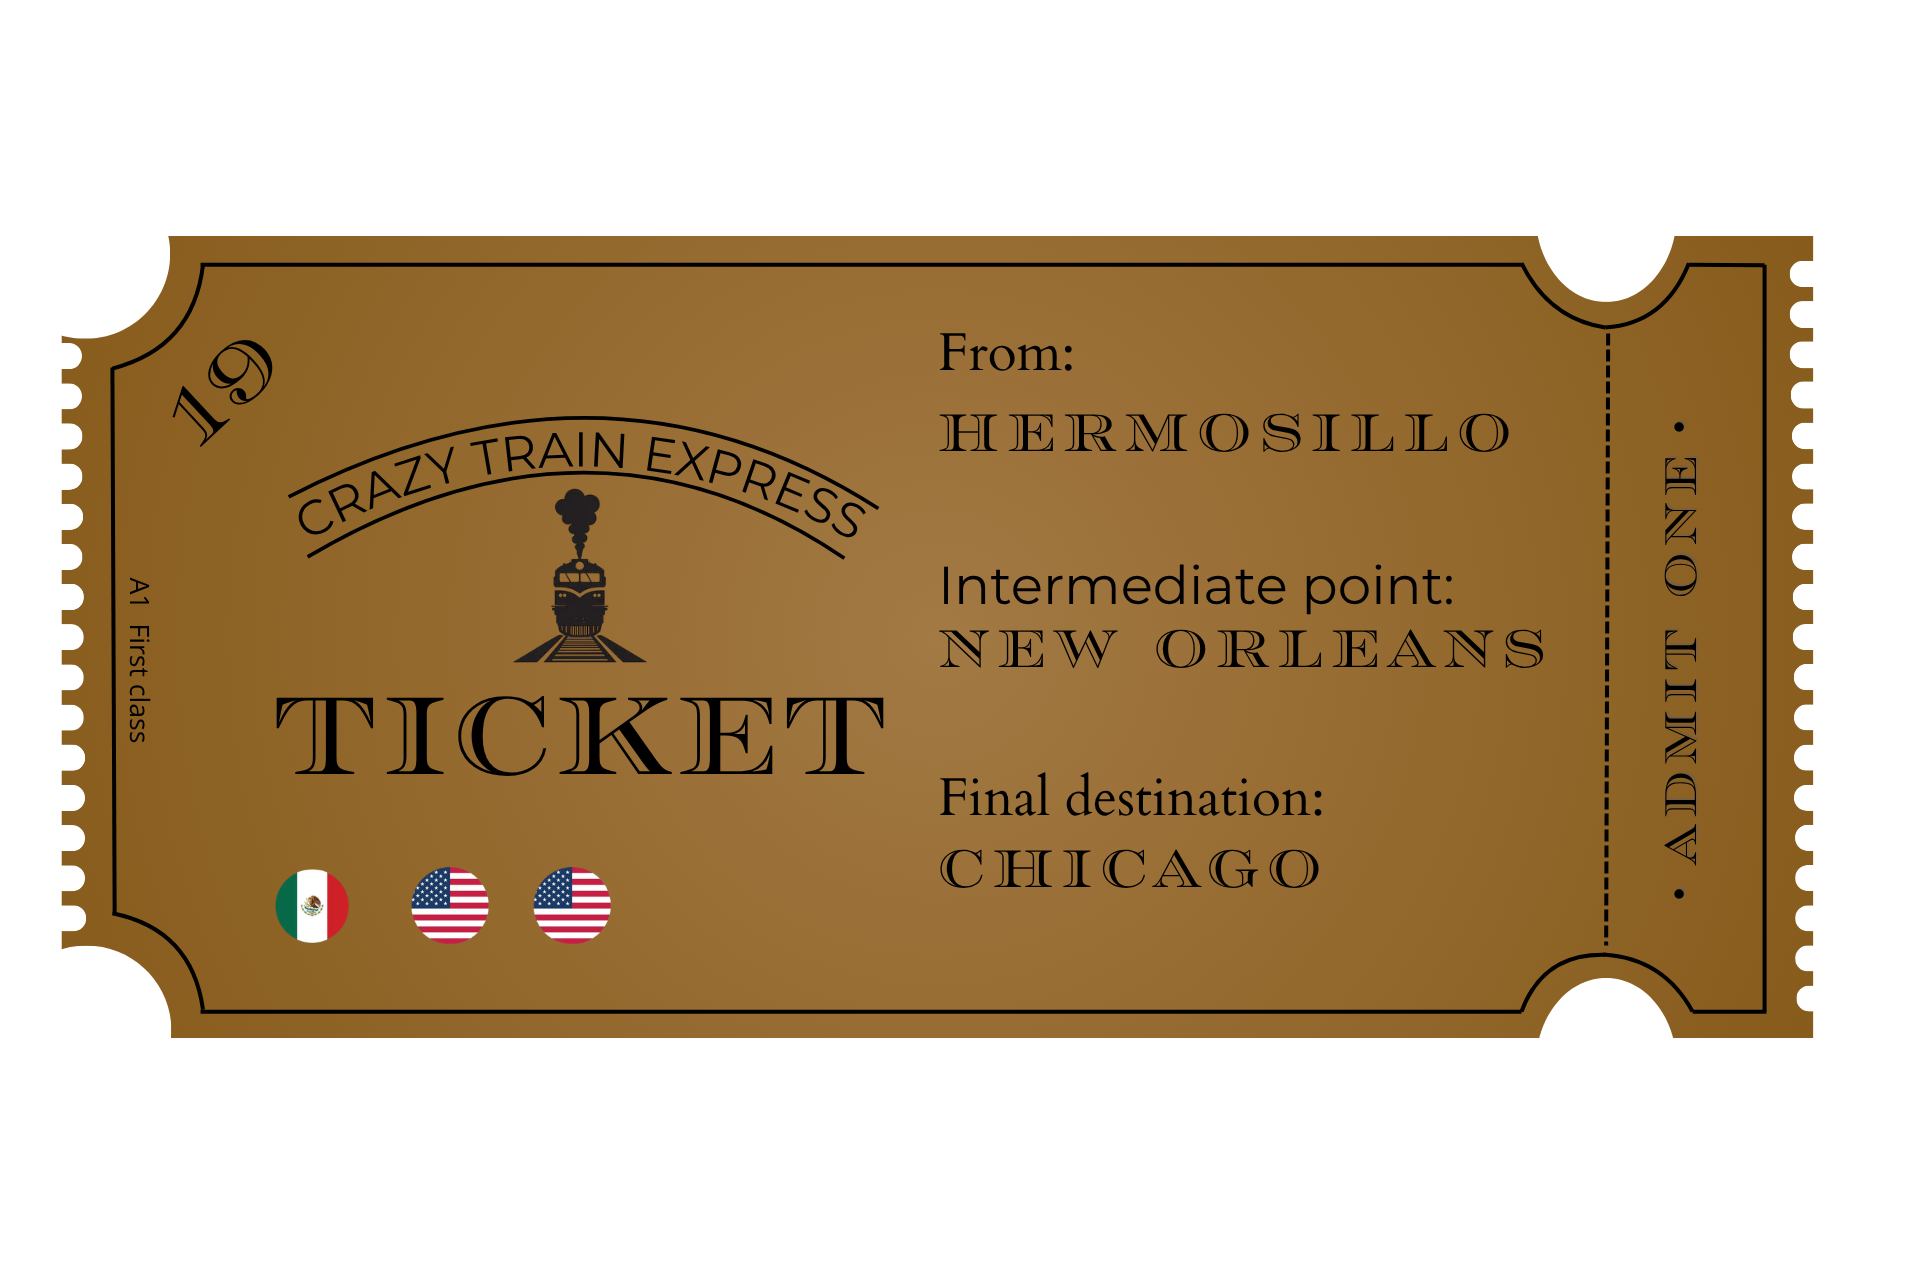 19
CRAZY TRAIN EXPRESS
TICKET
A1 First class
From:
HERMOSILLO
Intermediate point:
NEW ORLEANS
Final destination:
CHICAGO
• ADMIT ONE •